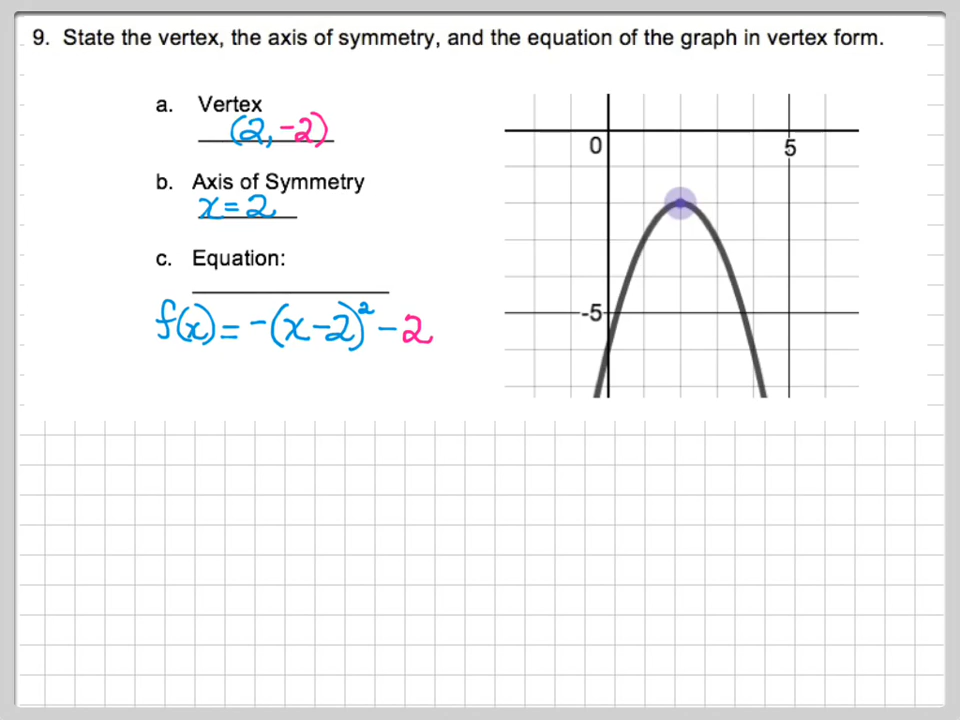 9. State the vertex, the axis of symmetry, and the equation of the graph in vertex form.
a. Vertex
(2, -2)
b. Axis of Symmetry
x = 2
c. Equation:
f(x) = -(x-2)² - 2
0
5
-5